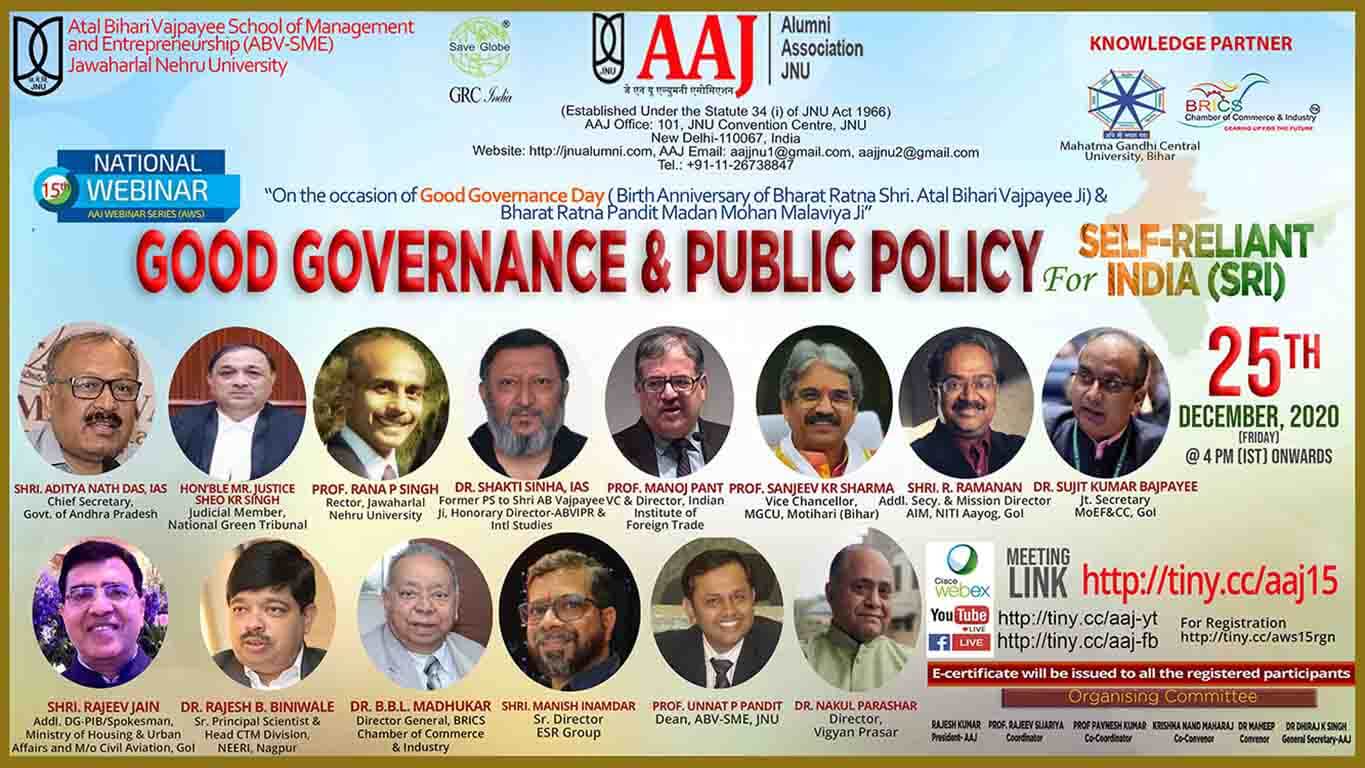 Atal Bihari Vajpayee School of Management
and Entrepreneurship (ABV-SME)
Jawaharlal Nehru University
JNU
Save Globe
GRC India
JNU
AAJ
जे एन यू एल्युमनी एसोसिएशन
Alumni
Association
JNU
(Established Under the Statute 34 (i) of JNU Act 1966)
AAJ Office: 101, JNU Convention Centre, JNU
New Delhi-110067, India
Website: http://jnualumni.com, AAJ Email: aajjnu1@gmail.com, aajjnu2@gmail.com
Tel.: +91-11-26738847
KNOWLEDGE PARTNER
Mahatma Gandhi Central
University, Bihar
BRICS
Chamber of Commerce & Industry
GEARING UP FOR THE FUTURE
15th
NATIONAL
WEBINAR
AAJ WEBINAR SERIES (AWS)
"On the occasion of Good Governance Day ( Birth Anniversary of Bharat Ratna Shri. Atal Bihari Vajpayee Ji) &
Bharat Ratna Pandit Madan Mohan Malaviya Ji"
GOOD GOVERNANCE & PUBLIC POLICY
For
SELF-RELIANT
INDIA (SRI)
25TH
DECEMBER, 2020
(FRIDAY)
@ 4 PM (IST) ONWARDS
SHRI. ADITYA NATH DAS, IAS
Chief Secretary,
Govt. of Andhra Pradesh
HON'BLE MR. JUSTICE
SHEO KR SINGH
Judicial Member,
National Green Tribunal
PROF. RANA P SINGH
Rector, Jawaharlal
Nehru University
DR. SHAKTI SINHA, IAS
Former PS to Shri AB Vajpayee
Ji, Honorary Director-ABVIPR &
Intl Studies
PROF. MANOJ PANT
VC & Director, Indian
Institute of
Foreign Trade
PROF. SANJEEV KR SHARMA
Vice Chancellor,
MGCU, Motihari (Bihar)
SHRI. R. RAMANAN
Addl. Secy. & Mission Director
AIM, NITI Aayog, GoI
DR. SUJIT KUMAR BAJPAYEE
Jt. Secretary
MoEF&CC, GoI
SHRI. RAJEEV JAIN
Addl. DG-PIB/Spokesman,
Ministry of Housing & Urban
Affairs and M/o Civil Aviation, GoI
DR. RAJESH B. BINIWALE
Sr. Principal Scientist &
Head CTM Division,
NEERI, Nagpur
DR. B.B.L. MADHUKAR
Director General, BRICS
Chamber of Commerce
& Industry
SHRI. MANISH INAMDAR
Sr. Director
ESR Group
PROF. UNNAT P PANDIT
Dean, ABV-SME, JNU
DR. NAKUL PARASHAR
Director,
Vigyan Prasar
Cisco
webex
MEETING
LINK
http://tiny.cc/aaj15
YouTube
LIVE
http://tiny.cc/aaj-yt
LIVE
http://tiny.cc/aaj-fb
For Registration
http://tiny.cc/aws15rgn
E-certificate will be issued to all the registered participants
Organising Committee
RAJESH KUMAR
President- AAJ
PROF. RAJEEV SIJARIYA
Coordinator
PROF PAVNESH KUMAR
Co-Coordinator
KRISHNA NAND MAHARAJ
Co-Convenor
DR MAHEEP
Convenor
DR DHIRAJ K SINGH
General Secretary-AAJ